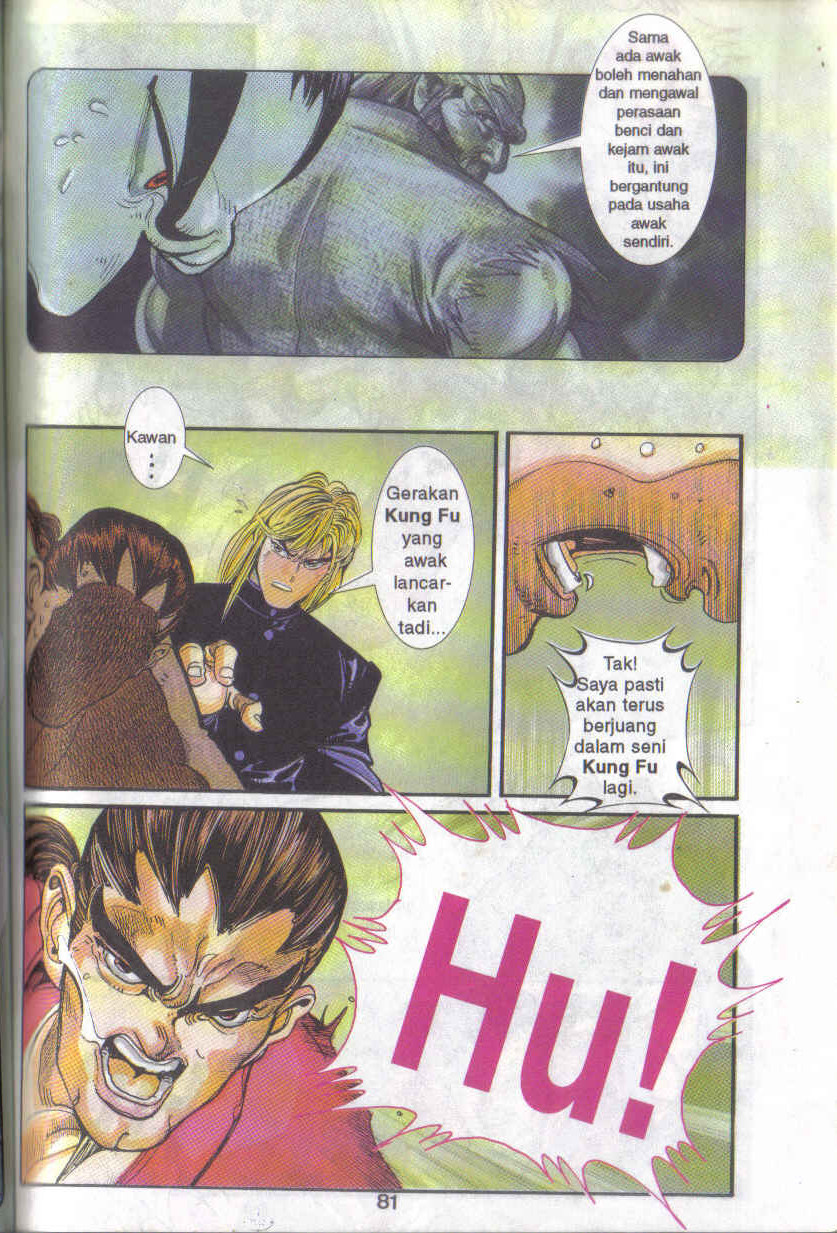 Sama
ada awak
boleh menahan
dan mengawal
perasaan
benci dan
kejam awak
itu, ini
bergantung
pada usaha
awak
sendiri.
Kawan
...
Gerakan
Kung Fu
yang
awak
lancar-
kan
tadi...
Tak!
Saya pasti
akan terus
berjuang
dalam seni
Kung Fu
lagi.
Hu!
81